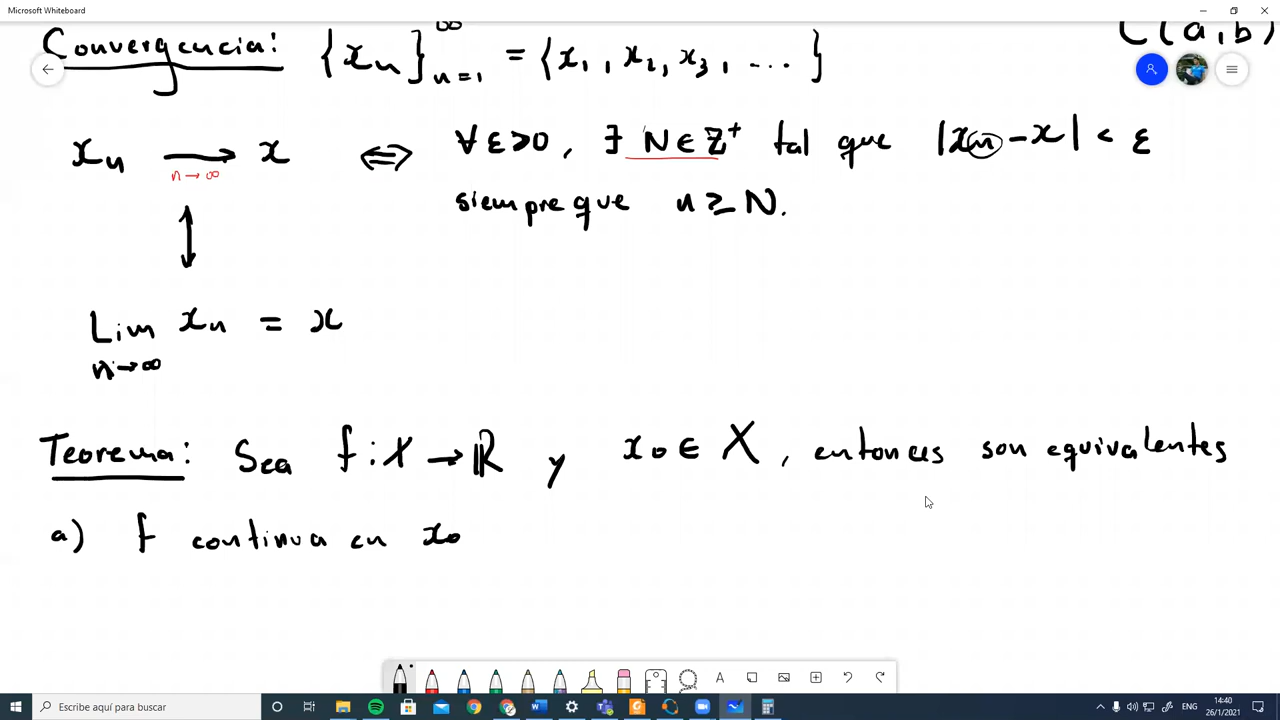 Microsoft Whiteboard
C(a,b)
Convergencia: {xn}∞n=1 = {x1, x2, x3, ...}
xn → x ⇔ ∀ε>0, ∃ N∈Z+ tal que |xn - x| < ε
n→∞
siempre que n ≥ N.
↕
Lim xn = x
n→∞
Teorema: Sea f: X → ℝ y x0 ∈ X, entonces son equivalentes
a) f continua en x0
Escribe aquí para buscar
ENG
14:40
26/1/2021